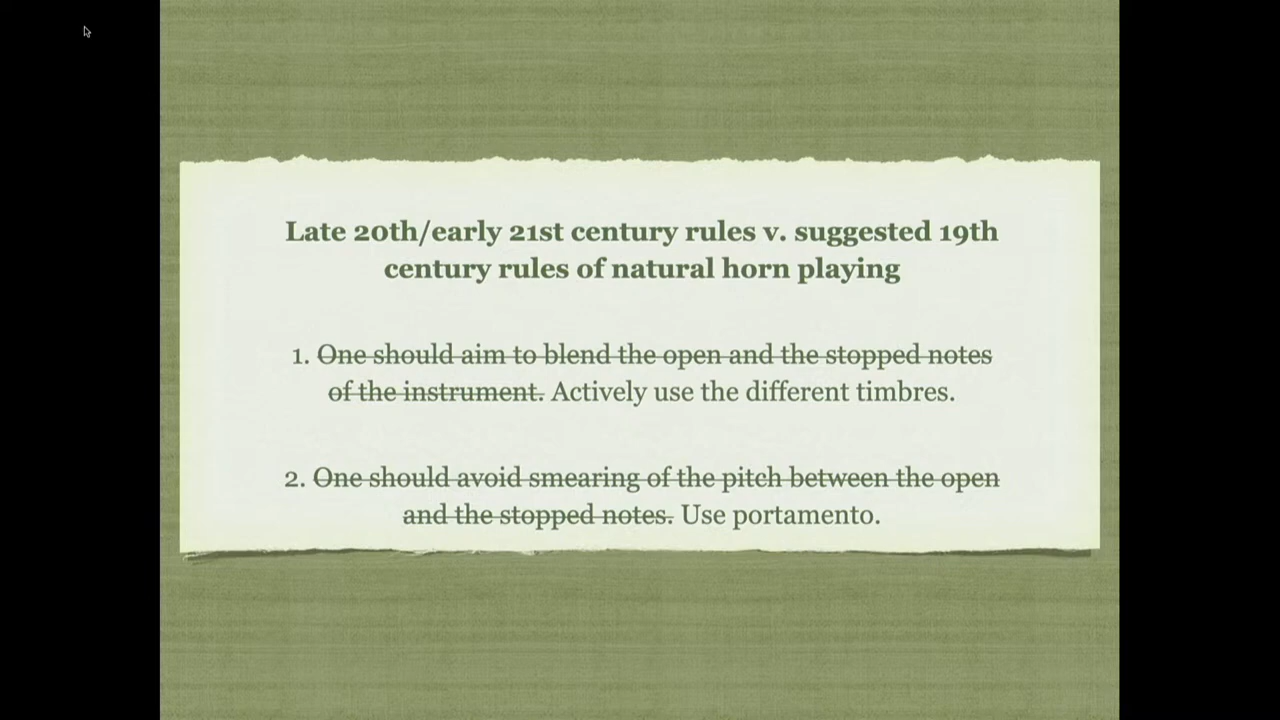 Late 20th/early 21st century rules v. suggested 19th
century rules of natural horn playing
1. One should aim to blend the open and the stopped notes
of the instrument. Actively use the different timbres.
2. One should avoid smearing of the pitch between the open
and the stopped notes. Use portamento.